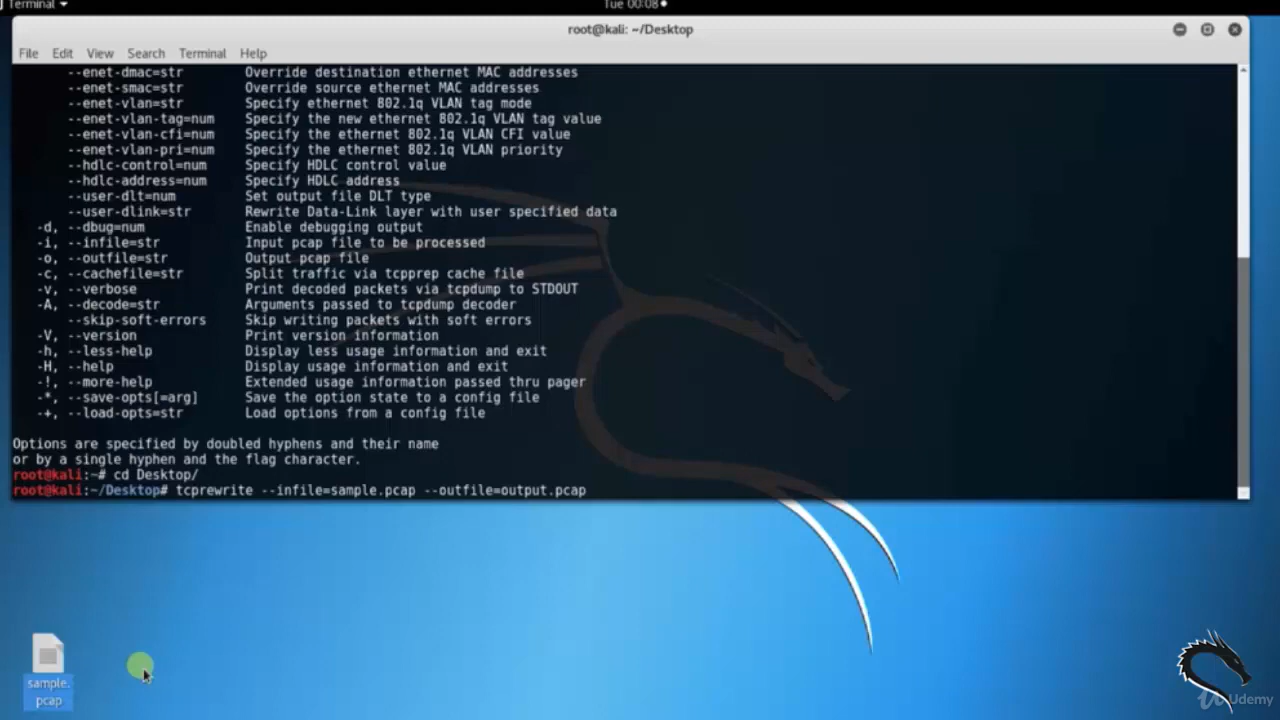 Terminal
Tue 00:08
root@kali: ~/Desktop
File Edit View Search Terminal Help
--enet-dmac=str Override destination ethernet MAC addresses
--enet-smac=str Override source ethernet MAC addresses
--enet-vlan=str Specify ethernet 802.1q VLAN tag mode
--enet-vlan-tag=num Specify the new ethernet 802.1q VLAN tag value
--enet-vlan-cfi=num Specify the ethernet 802.1q VLAN CFI value
--enet-vlan-pri=num Specify the ethernet 802.1q VLAN priority
--hdlc-control=num Specify HDLC control value
--hdlc-address=num Specify HDLC address
--user-dlt=num Set output file DLT type
--user-dlink=str Rewrite Data-Link layer with user specified data
-d, --dbug=num Enable debugging output
-i, --infile=str Input pcap file to be processed
-o, --outfile=str Output pcap file
-c, --cachefile=str Split traffic via tcpprep cache file
-v, --verbose Print decoded packets via tcpdump to STDOUT
-A, --decode=str Arguments passed to tcpdump decoder
--skip-soft-errors Skip writing packets with soft errors
-V, --version Print version information
-h, --less-help Display less usage information and exit
-H, --help Display usage information and exit
-!, --more-help Extended usage information passed thru pager
-*, --save-opts[=arg] Save the option state to a config file
-+, --load-opts=str Load options from a config file
Options are specified by doubled hyphens and their name
or by a single hyphen and the flag character.
root@kali:~# cd Desktop/
root@kali:~/Desktop# tcprewrite --infile=sample.pcap --outfile=output.pcap
sample.
pcap
Udemy